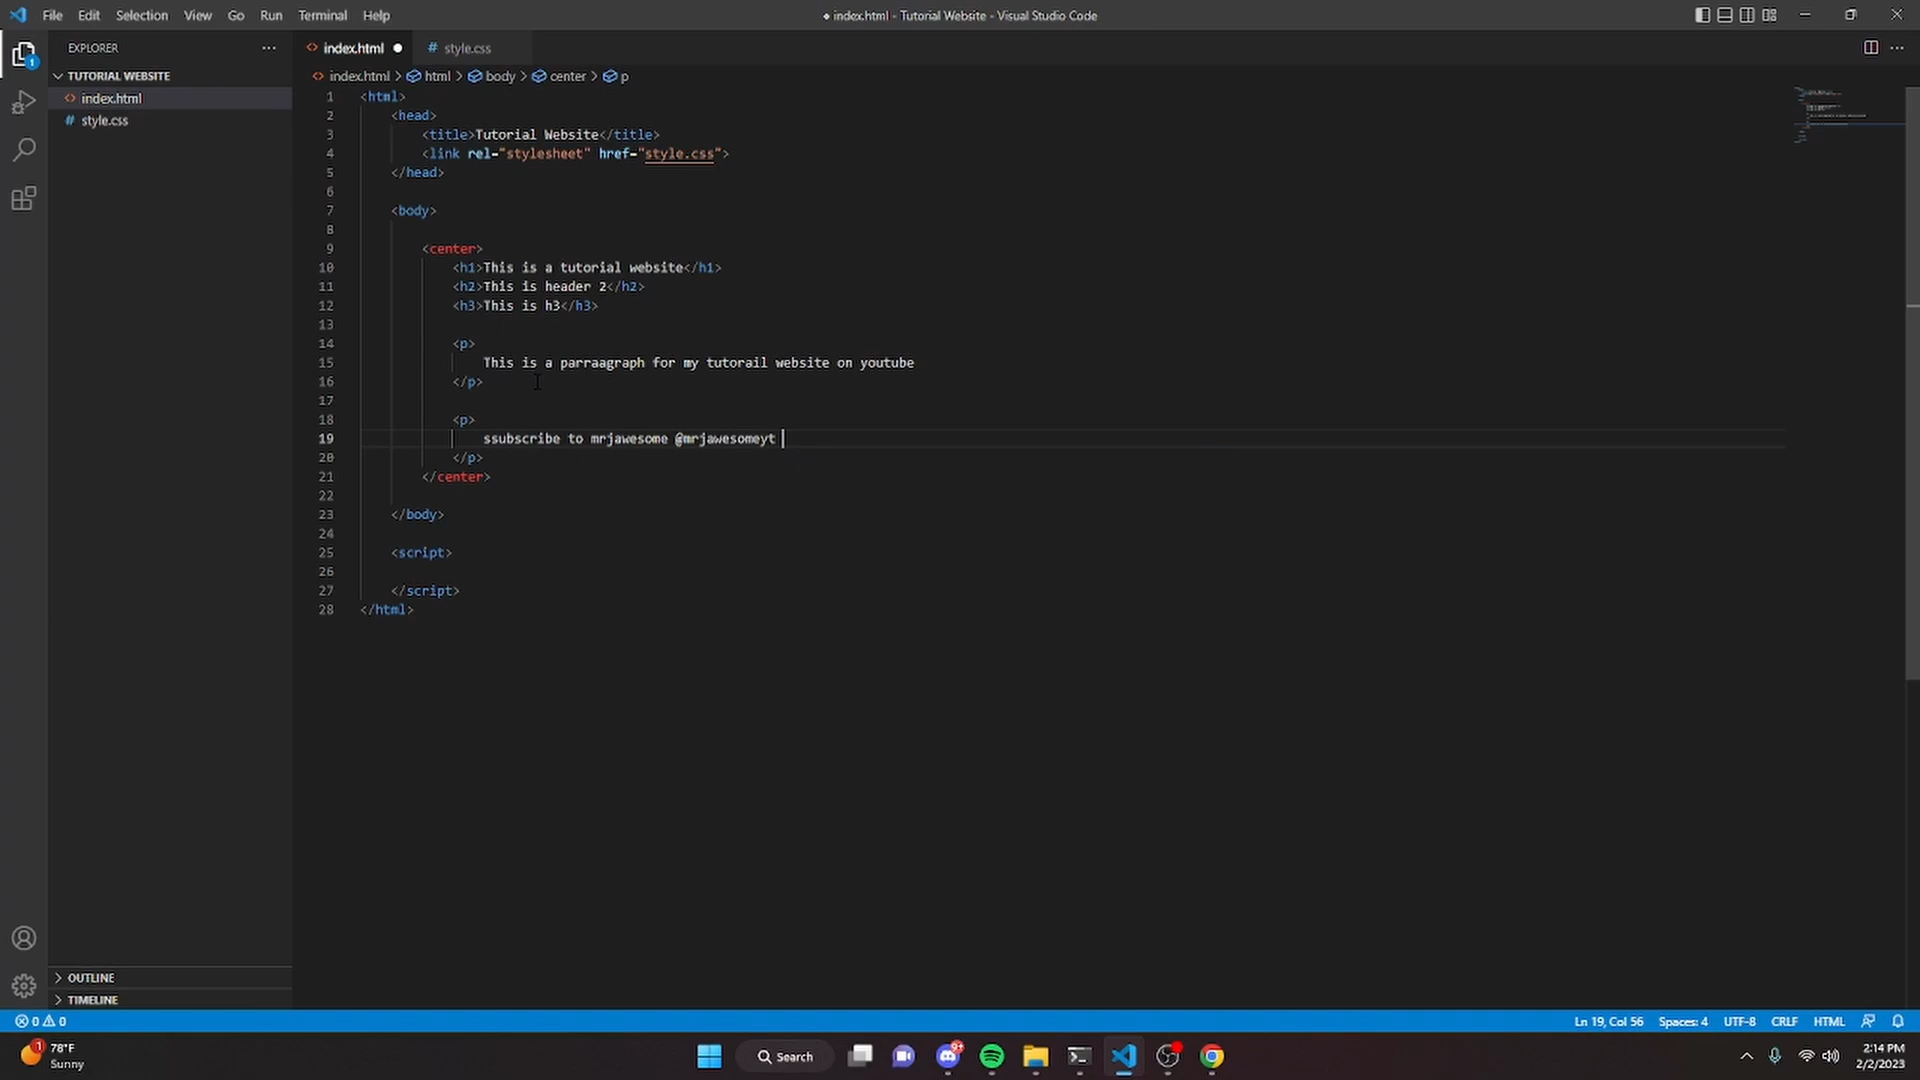 File Edit Selection View Go Run Terminal Help
● index.html - Tutorial Website - Visual Studio Code
EXPLORER
index.html
# style.css
1
TUTORIAL WEBSITE
index.html
# style.css
index.html > html > body > center > p
1 <html>
2 <head>
3 <title>Tutorial Website</title>
4 <link rel="stylesheet" href="style.css">
5 </head>
6
7 <body>
8
9 <center>
10 <h1>This is a tutorial website</h1>
11 <h2>This is header 2</h2>
12 <h3>This is h3</h3>
13
14 <p>
15 This is a parraagraph for my tutorail website on youtube
16 </p>
17
18 <p>
19 ssubscribe to mrjawesome @mrjawesomeyt
20 </p>
21 </center>
22
23 </body>
24
25 <script>
26
27 </script>
28 </html>
OUTLINE
TIMELINE
0 0
Ln 19, Col 56 Spaces: 4 UTF-8 CRLF HTML
1
78°F
Sunny
Search
9+
2:14 PM
2/2/2023